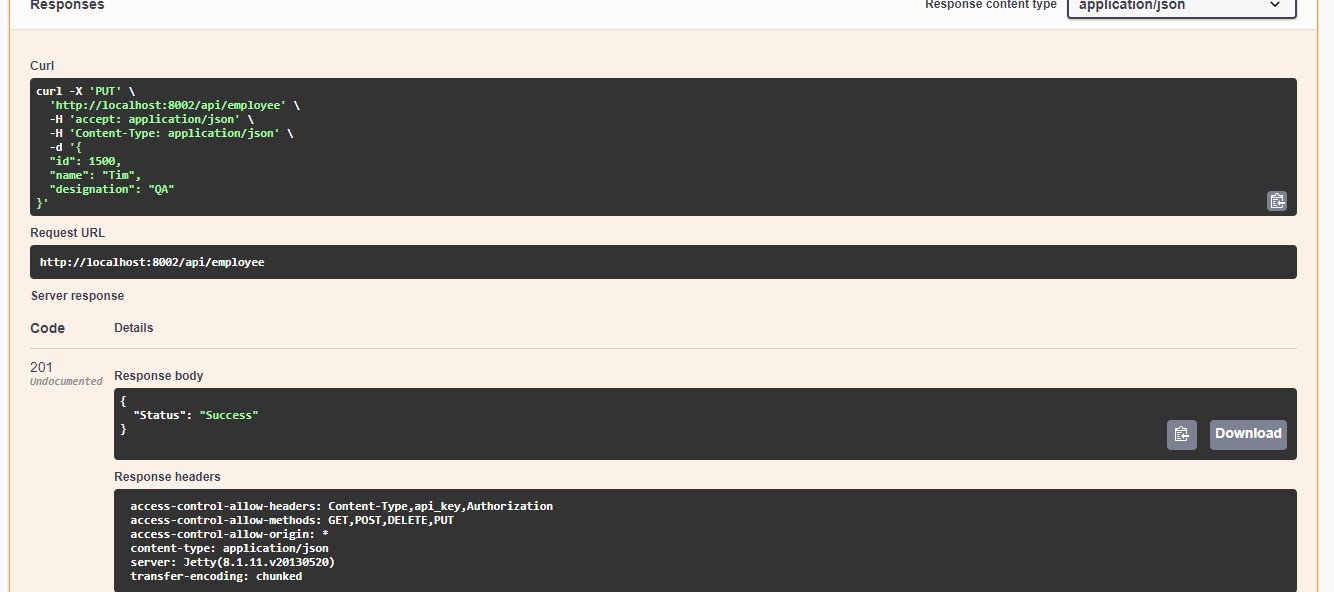 Responses
Response content type application/json
Curl
curl -X 'PUT' \
'http://localhost:8002/api/employee' \
-H 'accept: application/json' \
-H 'Content-Type: application/json' \
-d '{
"id": 1500,
"name": "Tim",
"designation": "QA"
}'
Request URL
http://localhost:8002/api/employee
Server response
Code Details
201
Undocumented
Response body
{
"Status": "Success"
}
Download
Response headers
access-control-allow-headers: Content-Type,api_key,Authorization
access-control-allow-methods: GET,POST,DELETE,PUT
access-control-allow-origin: *
content-type: application/json
server: Jetty(8.1.11.v20130520)
transfer-encoding: chunked